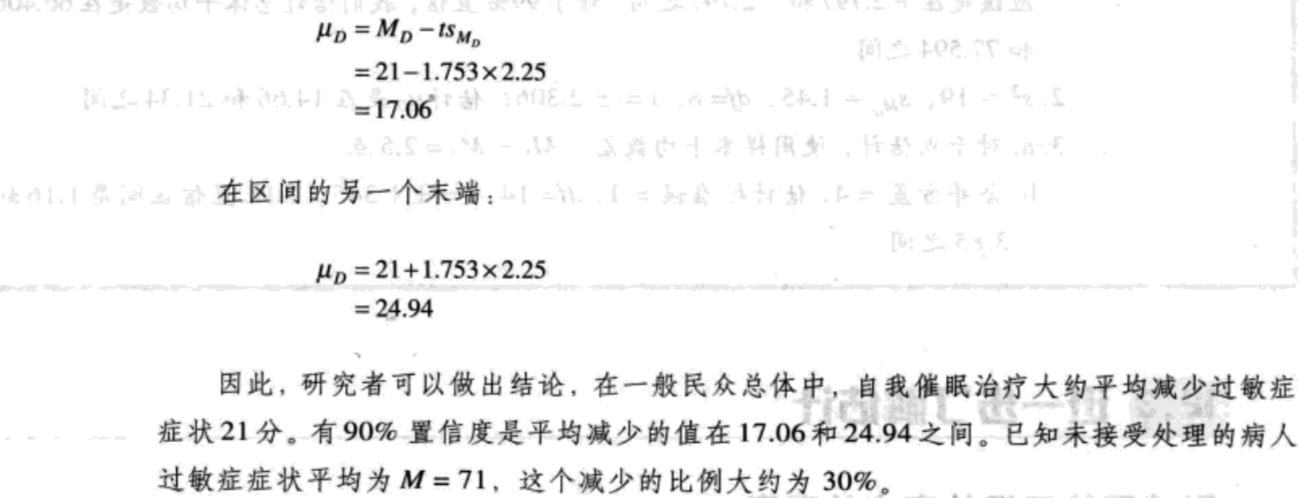 μ_D = M_D − ts_{M_D}
= 21−1.753×2.25
= 17.06
在区间的另一个末端：
μ_D = 21+1.753×2.25
= 24.94
因此，研究者可以做出结论，在一般民众总体中，自我催眠治疗大约平均减少过敏症
症状21分。有90% 置信度是平均减少的值在17.06和24.94之间。已知未接受处理的病人
过敏症症状平均为 M = 71，这个减少的比例大约为 30%。